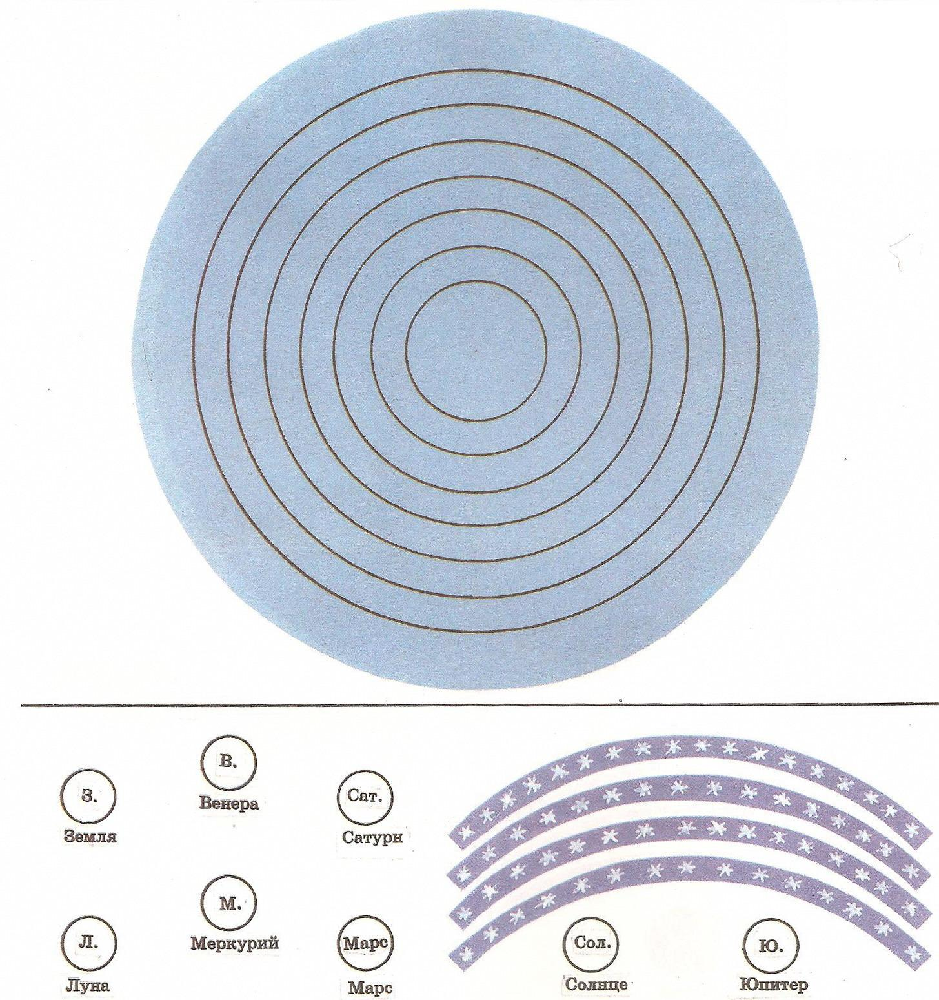 В.
Венера
З.
Земля
Сат.
Сатурн
М.
Меркурий
Л.
Луна
Марс
Марс
Сол.
Солнце
Ю.
Юпитер